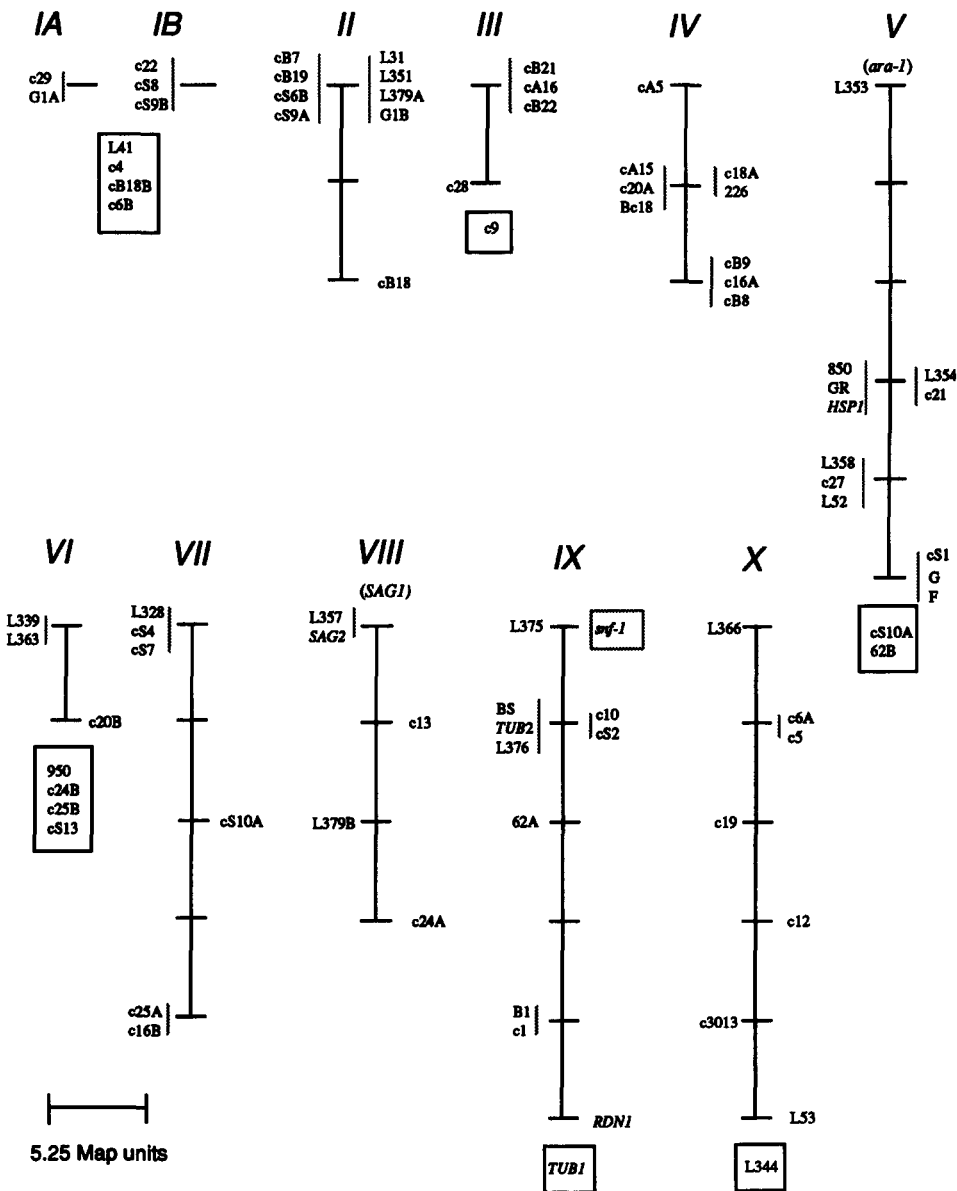 IA
IB
II
III
IV
V
c29
G1A
c22
cS8
cS9B
L41
c4
cB18B
c6B
cB7
cB19
cS6B
cS9A
L31
L351
L379A
G1B
cB18
cB21
cA16
cB22
c28
c9
cA5
cA15
c20A
Bc18
c18A
226
cB9
c16A
cB8
(ara-1)
L353
850
GR
HSP1
L354
c21
L358
c27
L52
cS1
G
F
cS10A
62B
VI
VII
VIII
IX
X
L339
L363
c20B
950
c24B
c25B
cS13
L328
cS4
cS7
cS10A
c25A
c16B
(SAG1)
L357
SAG2
c13
L379B
c24A
L375
snf-1
BS
TUB2
L376
c10
cS2
62A
B1
c1
RDN1
TUB1
L366
c6A
c5
c19
c12
c3013
L53
L344
5.25 Map units